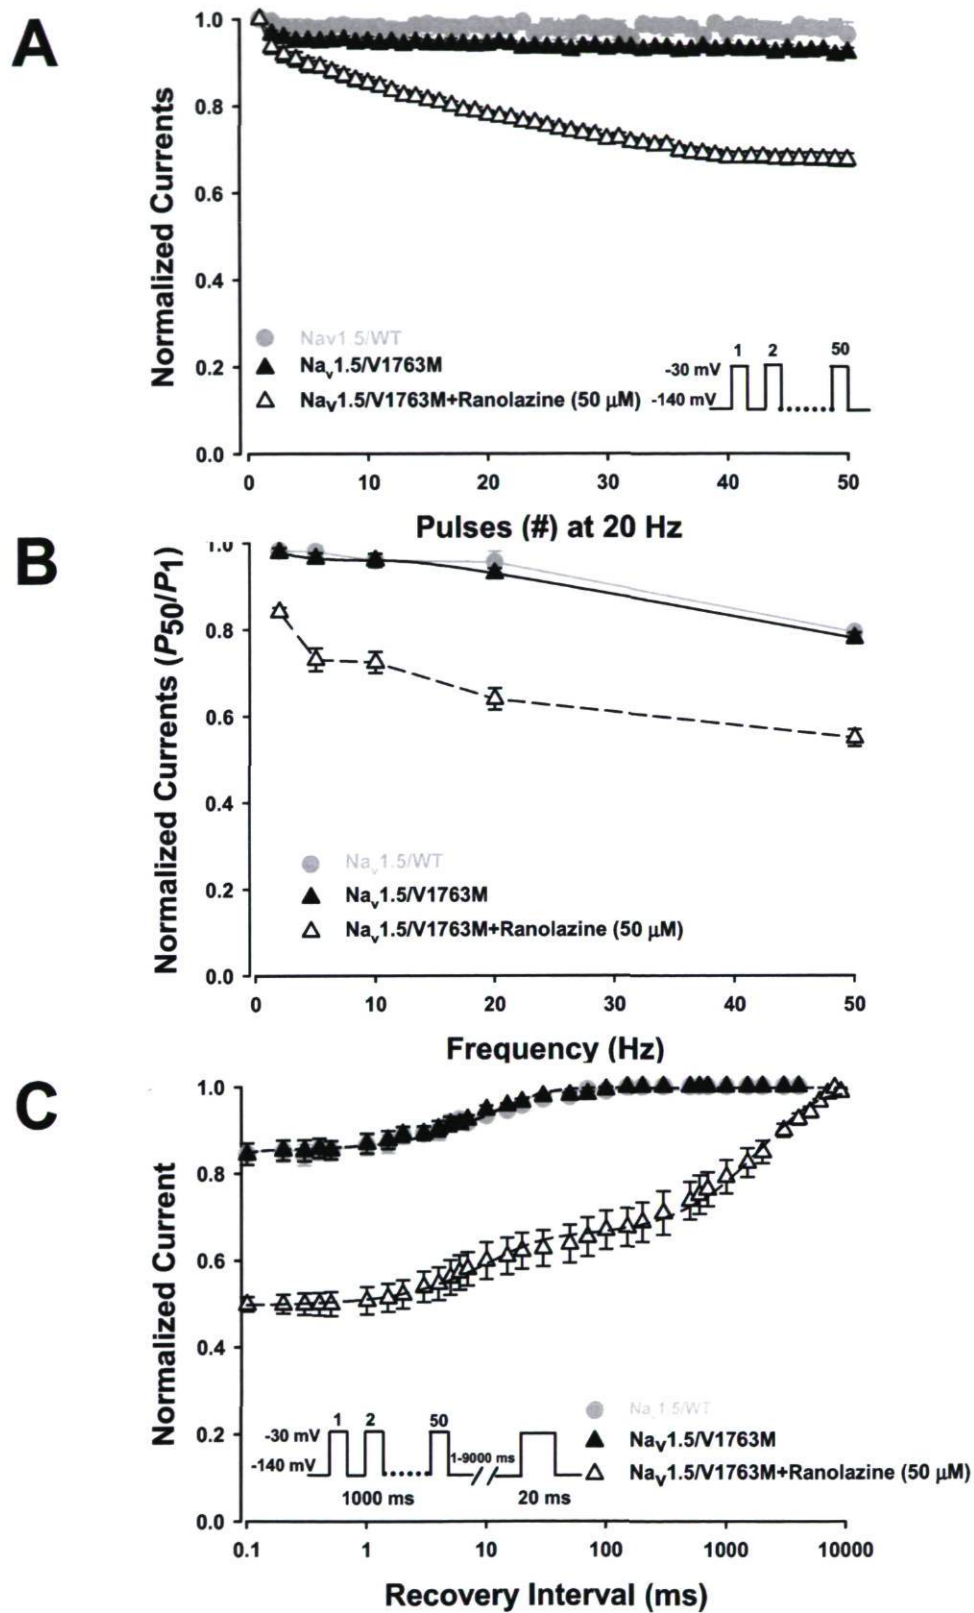 A
Normalized Currents
1.0
0.8
0.6
0.4
0.2
0.0
Nav1.5/WT
Nav1.5/V1763M
Nav1.5/V1763M+Ranolazine (50 µM)
1 2 50
-30 mV
-140 mV
0 10 20 30 40 50
Pulses (#) at 20 Hz
B
Normalized Currents (P50/P1)
1.0
0.8
0.6
0.4
0.2
0.0
Nav1.5/WT
Nav1.5/V1763M
Nav1.5/V1763M+Ranolazine (50 µM)
0 10 20 30 40 50
Frequency (Hz)
C
Normalized Current
1.0
0.8
0.6
0.4
0.2
0.0
1 2 50
-30 mV
-140 mV
1-9000 ms
1000 ms 20 ms
Nav1.5/WT
Nav1.5/V1763M
Nav1.5/V1763M+Ranolazine (50 µM)
0.1 1 10 100 1000 10000
Recovery Interval (ms)